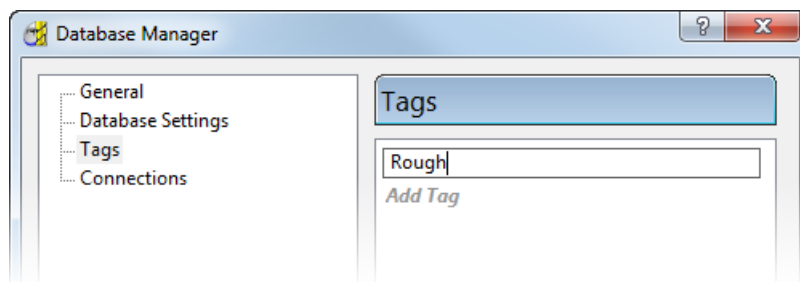 Database Manager
?
X
General
Database Settings
Tags
Connections
Tags
Rough
Add Tag